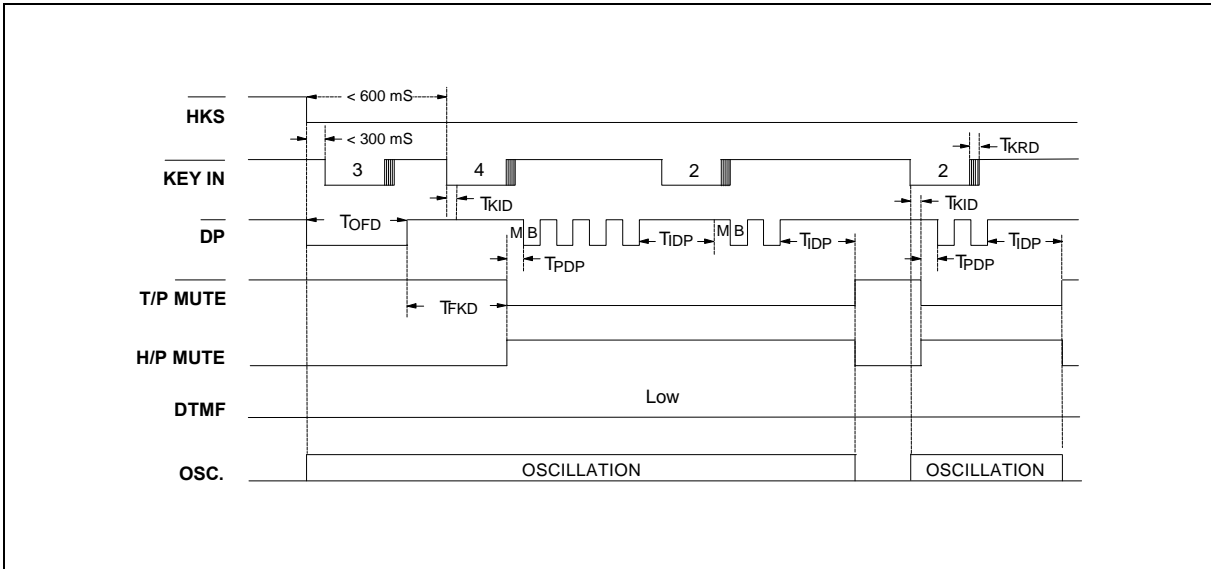 < 600 mS
HKS
< 300 mS
TKRD
KEY IN
3
4
2
2
TKID
TKID
DP
TOFD
M B
TIDP
M B
TIDP
TIDP
TPDP
TPDP
T/P MUTE
TFKD
H/P MUTE
Low
DTMF
OSC.
OSCILLATION
OSCILLATION